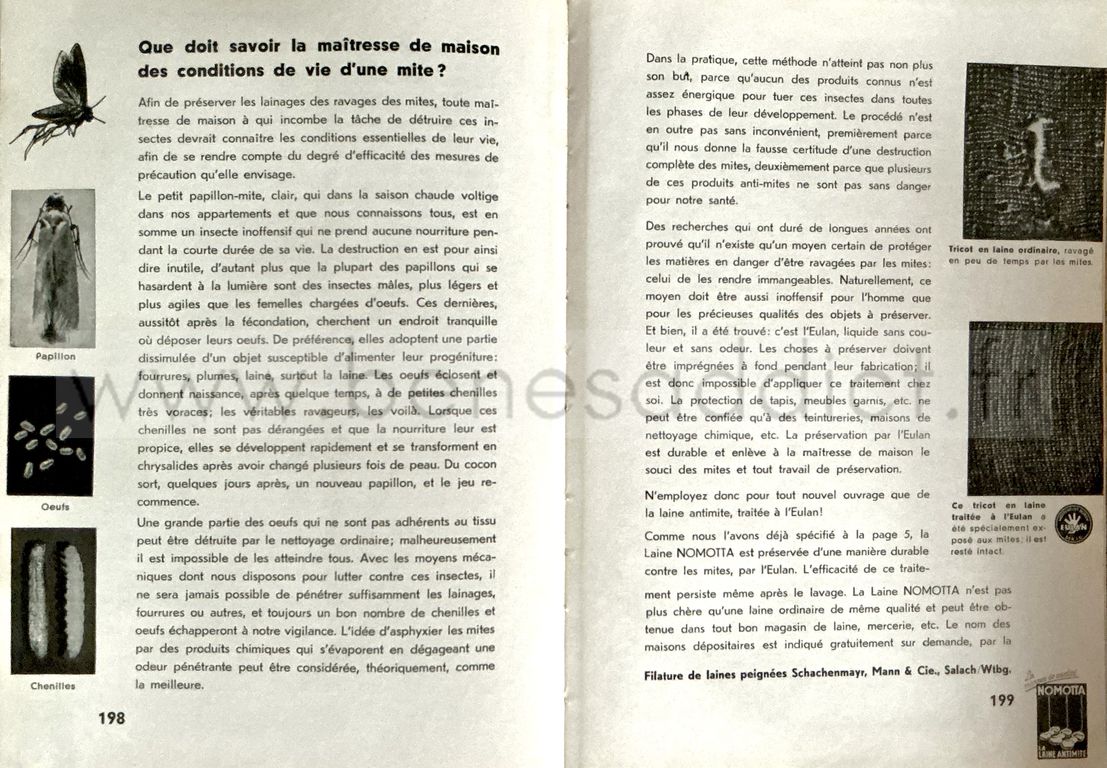 Que doit savoir la maîtresse de maison
des conditions de vie d'une mite?
Afin de préserver les lainages des ravages des mites, toute maî-
tresse de maison à qui incombe la tâche de détruire ces in-
sectes devrait connaître les conditions essentielles de leur vie,
afin de se rendre compte du degré d'efficacité des mesures de
précaution qu'elle envisage.
Le petit papillon-mite, clair, qui dans la saison chaude voltige
dans nos appartements et que nous connaissons tous, est en
somme un insecte inoffensif qui ne prend aucune nourriture pen-
dant la courte durée de sa vie. La destruction en est pour ainsi
dire inutile, d'autant plus que la plupart des papillons qui se
hasardent à la lumière sont des insectes mâles, plus légers et
plus agiles que les femelles chargées d'oeufs. Ces dernières,
aussitôt après la fécondation, cherchent un endroit tranquille
où déposer leurs oeufs. De préférence, elles adoptent une partie
dissimulée d'un objet susceptible d'alimenter leur progéniture:
fourrures, plumes, laine, surtout la laine. Les oeufs éclosent et
donnent naissance, après quelque temps, à de petites chenilles
très voraces; les véritables ravageurs, les voilà. Lorsque ces
chenilles ne sont pas dérangées et que la nourriture leur est
propice, elles se développent rapidement et se transforment en
chrysalides après avoir changé plusieurs fois de peau. Du cocon
sort, quelques jours après, un nouveau papillon, et le jeu re-
commence.
Une grande partie des oeufs qui ne sont pas adhérents au tissu
peut être détruite par le nettoyage ordinaire; malheureusement
il est impossible de les atteindre tous. Avec les moyens méca-
niques dont nous disposons pour lutter contre ces insectes, il
ne sera jamais possible de pénétrer suffisamment les lainages,
fourrures ou autres, et toujours un bon nombre de chenilles et
oeufs échapperont à notre vigilance. L'idée d'asphyxier les mites
par des produits chimiques qui s'évaporent en dégageant une
odeur pénétrante peut être considérée, théoriquement, comme
la meilleure.
Papillon
Oeufs
Chenilles
198
Dans la pratique, cette méthode n'atteint pas non plus
son but, parce qu'aucun des produits connus n'est
assez énergique pour tuer ces insectes dans toutes
les phases de leur développement. Le procédé n'est
en outre pas sans inconvénient, premièrement parce
qu'il nous donne la fausse certitude d'une destruction
complète des mites, deuxièmement parce que plusieurs
de ces produits anti-mites ne sont pas sans danger
pour notre santé.
Des recherches qui ont duré de longues années ont
prouvé qu'il n'existe qu'un moyen certain de protéger
les matières en danger d'être ravagées par les mites:
celui de les rendre immangeables. Naturellement, ce
moyen doit être aussi inoffensif pour l'homme que
pour les précieuses qualités des objets à préserver.
Et bien, il a été trouvé: c'est l'Eulan, liquide sans cou-
leur et sans odeur. Les choses à préserver doivent
être imprégnées à fond pendant leur fabrication; il
est donc impossible d'appliquer ce traitement chez
soi. La protection de tapis, meubles garnis, etc. ne
peut être confiée qu'à des teintureries, maisons de
nettoyage chimique, etc. La préservation par l'Eulan
est durable et enlève à la maîtresse de maison le
souci des mites et tout travail de préservation.
N'employez donc pour tout nouvel ouvrage que de
la laine antimite, traitée à l'Eulan!
Comme nous l'avons déjà spécifié à la page 5, la
Laine NOMOTTA est préservée d'une manière durable
contre les mites, par l'Eulan. L'efficacité de ce traite-
ment persiste même après le lavage. La Laine NOMOTTA n'est pas
plus chère qu'une laine ordinaire de même qualité et peut être ob-
tenue dans tout bon magasin de laine, mercerie, etc. Le nom des
maisons dépositaires est indiqué gratuitement sur demande, par la
Filature de laines peignées Schachenmayr, Mann & Cie., Salach/Wtbg.
199
Tricot en laine ordinaire, ravagé
en peu de temps par les mites.
Ce tricot en laine
traitée à l'Eulan a
été spécialement ex-
posé aux mites; il est
resté intact.
EULAN
NOMOTTA
LA
LAINE ANTIMITE